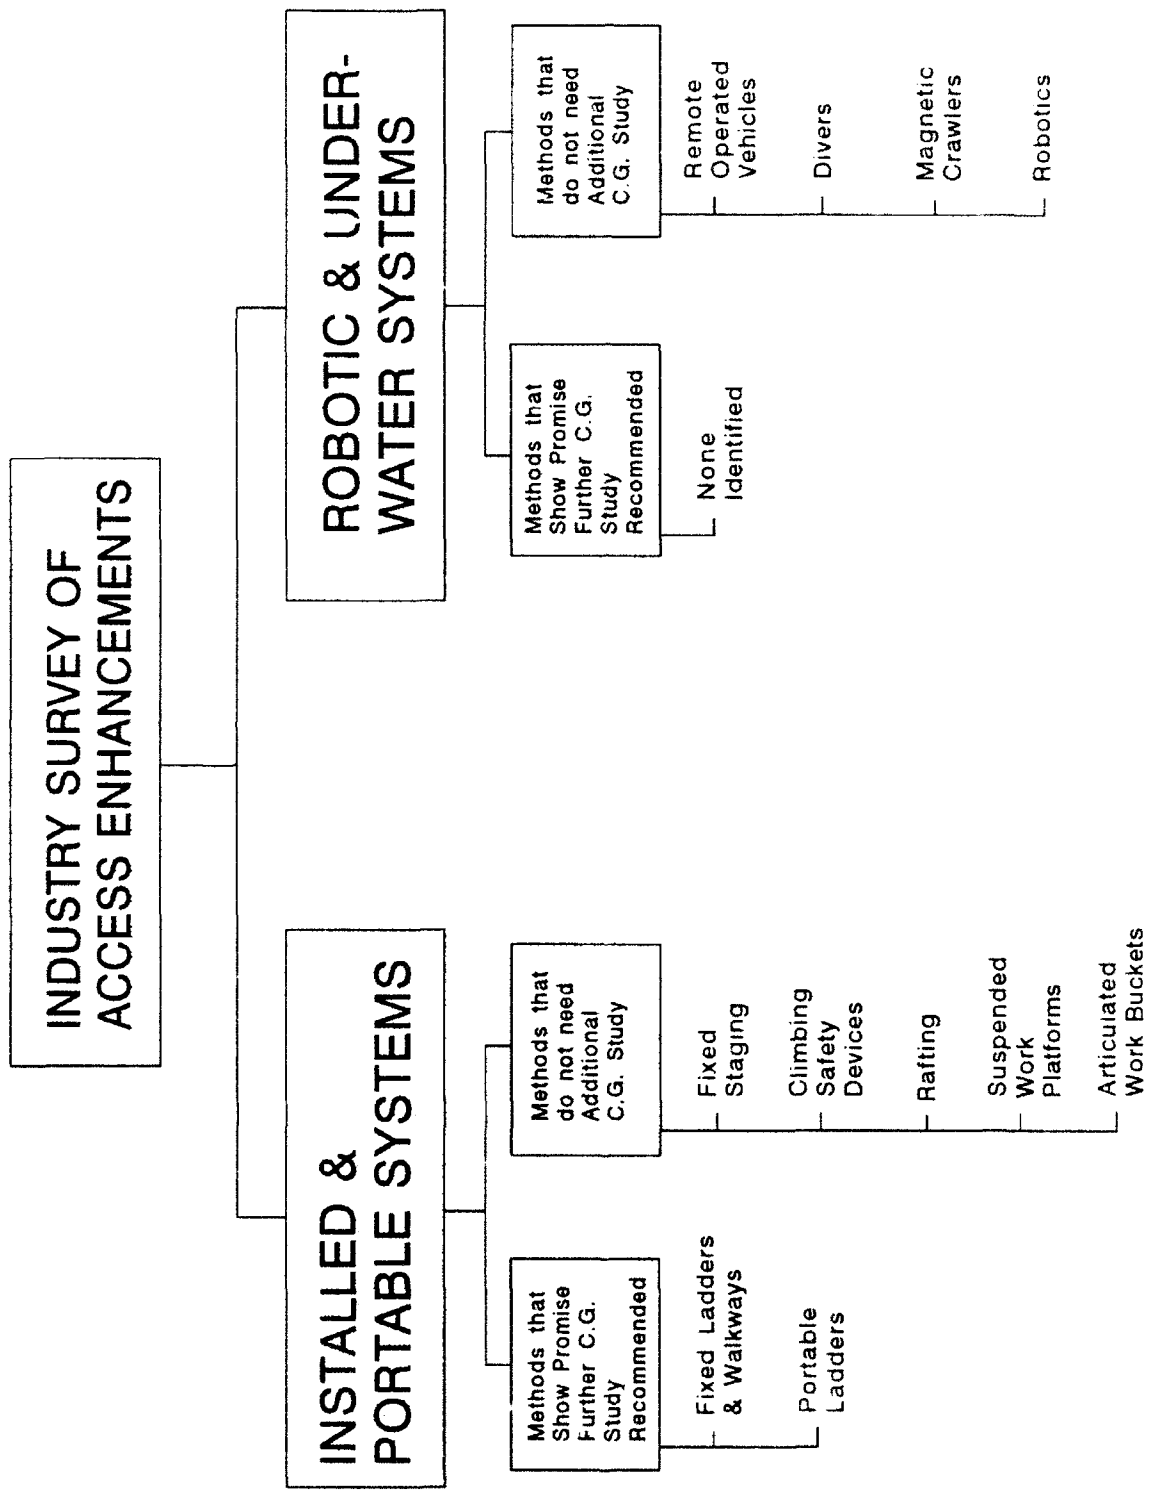 INDUSTRY SURVEY OF
ACCESS ENHANCEMENTS
INSTALLED &
PORTABLE SYSTEMS
Methods that
Show Promise
Further C.G.
Study
Recommended
Fixed Ladders
& Walkways
Portable
Ladders
Methods that
do not need
Additional
C.G. Study
Fixed
Staging
Climbing
Safety
Devices
Rafting
Suspended
Work
Platforms
Articulated
Work Buckets
ROBOTIC & UNDER-
WATER SYSTEMS
Methods that
Show Promise
Further C.G.
Study
Recommended
None
Identified
Methods that
do not need
Additional
C.G. Study
Remote
Operated
Vehicles
Divers
Magnetic
Crawlers
Robotics